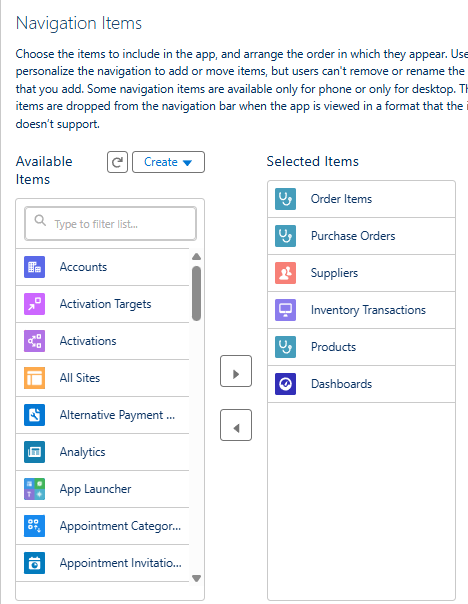 Navigation Items
Choose the items to include in the app, and arrange the order in which they appear. Use
personalize the navigation to add or move items, but users can't remove or rename the
that you add. Some navigation items are available only for phone or only for desktop.
items are dropped from the navigation bar when the app is viewed in a format that the
doesn't support.
Available
Items
Create
Selected Items
Type to filter list...
Accounts
Activation Targets
Activations
All Sites
Alternative Payment ...
Analytics
App Launcher
Appointment Categor...
Appointment Invitatio...
Order Items
Purchase Orders
Suppliers
Inventory Transactions
Products
Dashboards